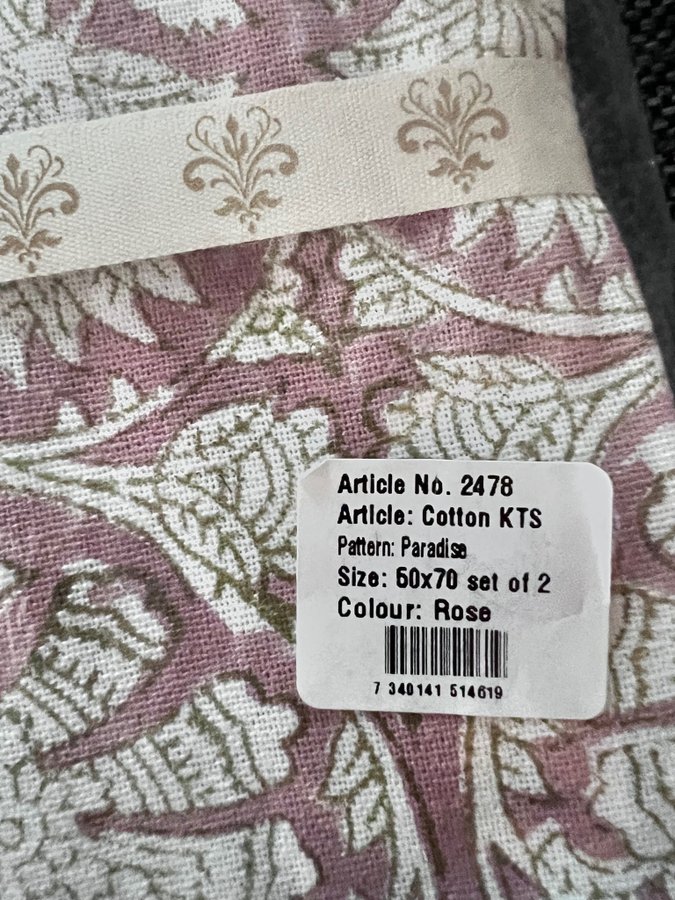 Article No. 2478
Article: Cotton KTS
Pattern: Paradise
Size: 50x70 set of 2
Colour: Rose
7 340141 514619